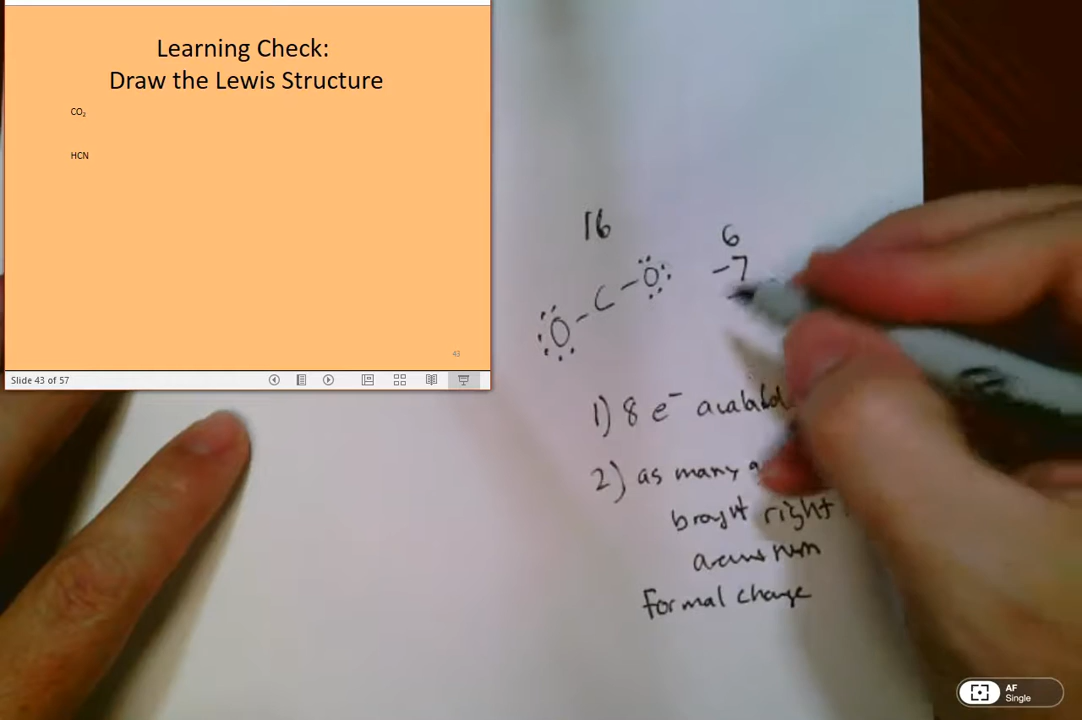 Learning Check:
Draw the Lewis Structure
CO₂
HCN
43
Slide 43 of 57
16
6
-7
O - C - O
1) 8 e⁻
2) as many
right
formal charge
AF
Single